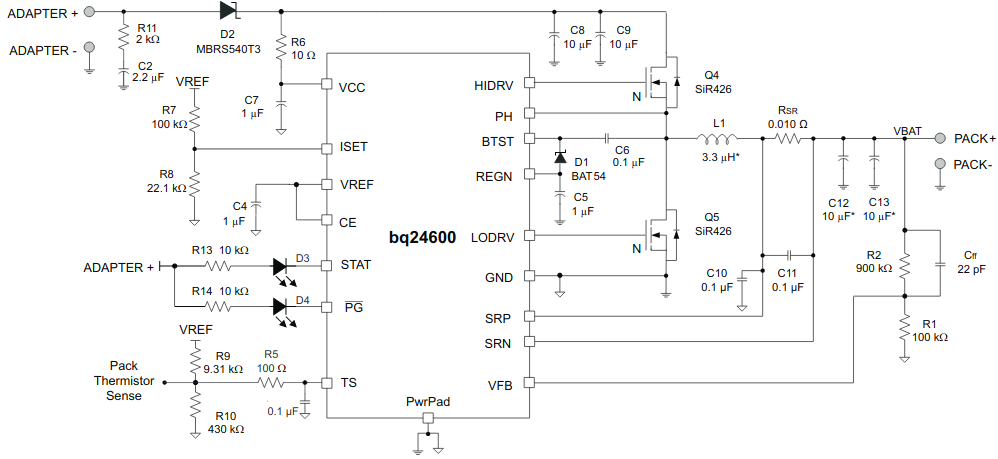 ADAPTER +
R11
2 kΩ
D2
MBRS540T3
R6
10 Ω
C8
10 µF
C9
10 µF
ADAPTER -
C2
2.2 µF
VREF
R7
100 kΩ
C7
1 µF
VCC
HIDRV
Q4
SiR426
N
PH
L1
3.3 µH*
RSR
0.010 Ω
VBAT
PACK+
PACK-
ISET
BTST
C6
0.1 µF
D1
BAT54
R8
22.1 kΩ
VREF
REGN
C5
1 µF
C12
10 µF*
C13
10 µF*
C4
1 µF
CE
bq24600
LODRV
Q5
SiR426
N
R13 10 kΩ
D3
ADAPTER +
STAT
GND
C10
0.1 µF
C11
0.1 µF
R2
900 kΩ
Cff
22 pF
R14 10 kΩ
D4
PG
SRP
R1
100 kΩ
VREF
SRN
R9
9.31 kΩ
R5
100 Ω
Pack
Thermistor
Sense
TS
VFB
0.1 µF
R10
430 kΩ
PwrPad